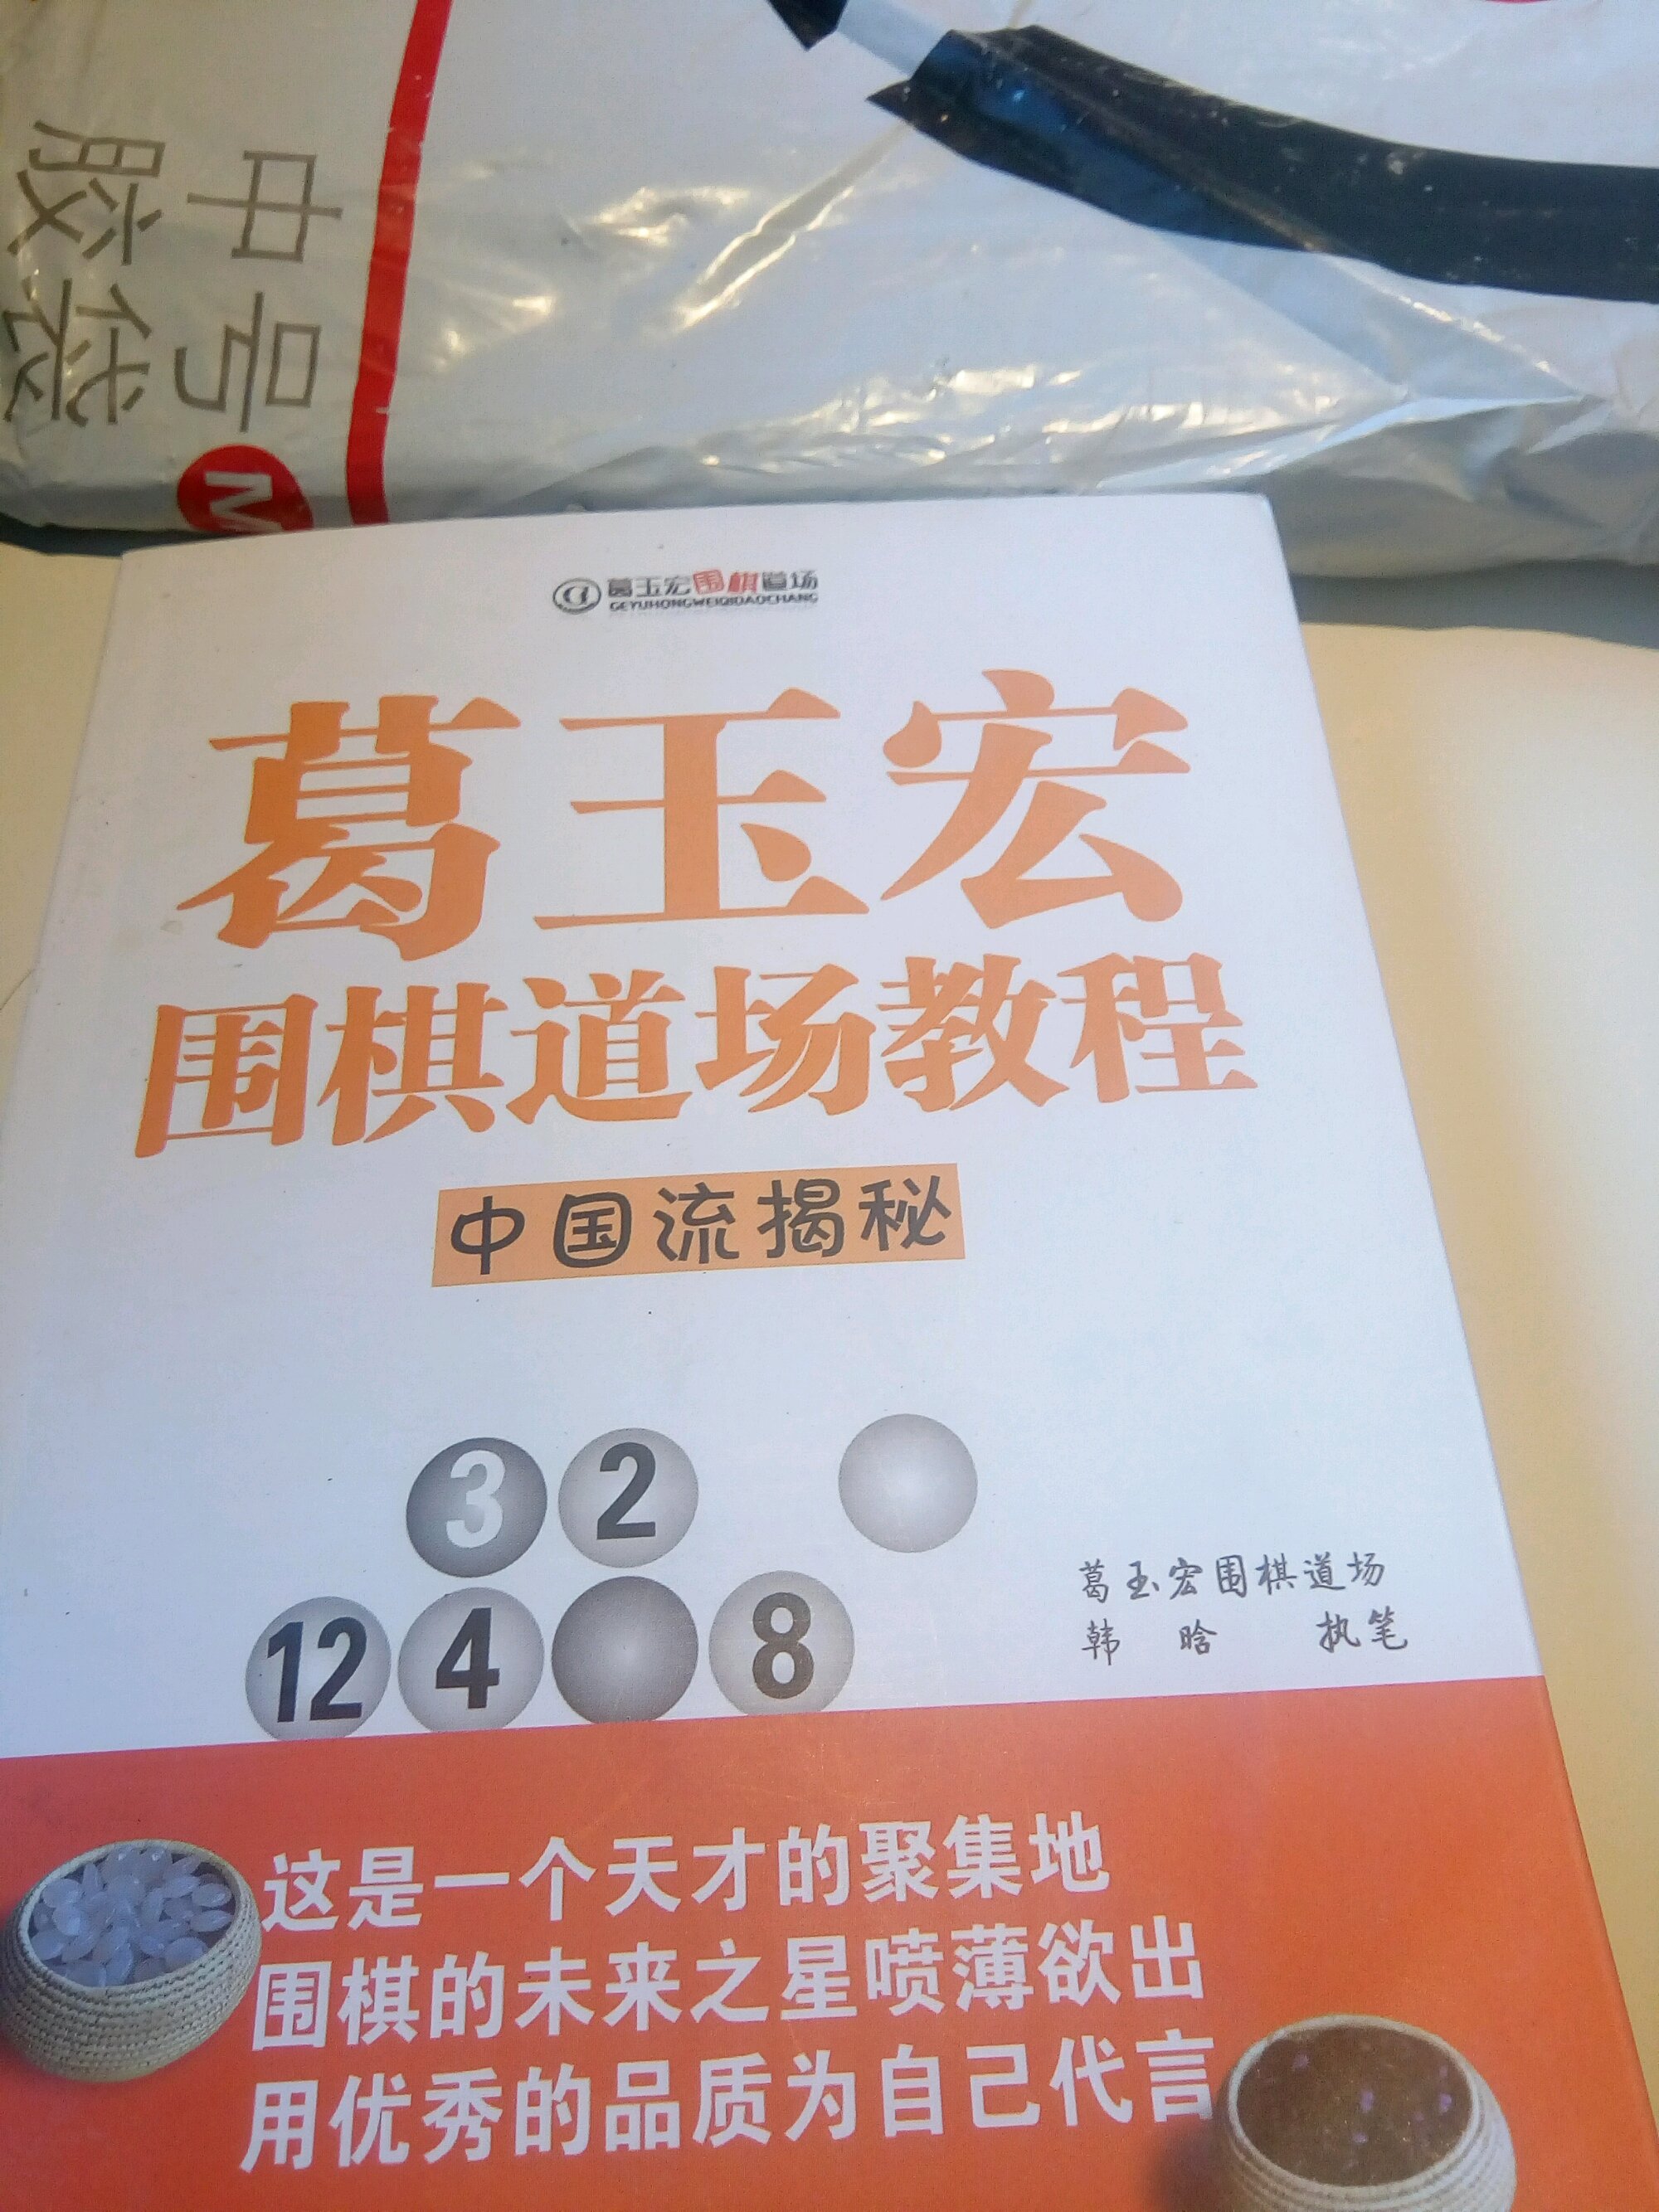 中号
胶袋
M
葛玉宏围棋道场
GEYUHONGWEIQIDAOCHANG
葛玉宏
围棋道场教程
中国流揭秘
3 2
12 4 8
葛玉宏围棋道场
韩 晗 执笔
这是一个天才的聚集地
围棋的未来之星喷薄欲出
用优秀的品质为自己代言